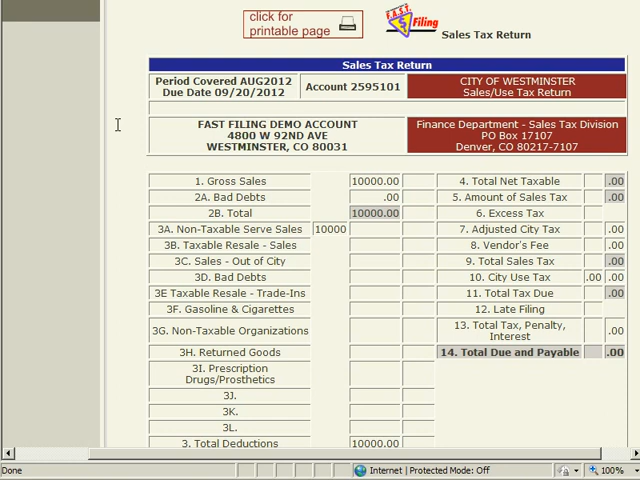 click for
printable page
F.A.S.T.
Filing
Sales Tax Return
Sales Tax Return
Period Covered AUG2012
Due Date 09/20/2012
Account 2595101
CITY OF WESTMINSTER
Sales/Use Tax Return
FAST FILING DEMO ACCOUNT
4800 W 92ND AVE
WESTMINSTER, CO 80031
Finance Department - Sales Tax Division
PO Box 17107
Denver, CO 80217-7107
1. Gross Sales 10000.00
2A. Bad Debts .00
2B. Total 10000.00
3A. Non-Taxable Serve Sales 10000
3B. Taxable Resale - Sales
3C. Sales - Out of City
3D. Bad Debts
3E Taxable Resale - Trade-Ins
3F. Gasoline & Cigarettes
3G. Non-Taxable Organizations
3H. Returned Goods
3I. Prescription
Drugs/Prosthetics
3J.
3K.
3L.
3. Total Deductions 10000.00
4. Total Net Taxable .00
5. Amount of Sales Tax .00
6. Excess Tax
7. Adjusted City Tax .00
8. Vendor's Fee .00
9. Total Sales Tax .00
10. City Use Tax .00 .00
11. Total Tax Due .00
12. Late Filing
13. Total Tax, Penalty,
Interest .00
14. Total Due and Payable .00
Done
Internet | Protected Mode: Off
100%